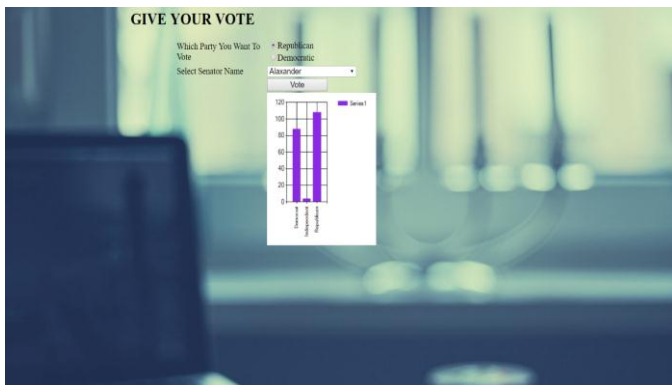 GIVE YOUR VOTE
Which Party You Want To
Vote
Republican
Democratic
Select Senator Name
Alaxander
Vote
120
100
80
60
40
20
0
Series1
Democrat
Independent
Republican